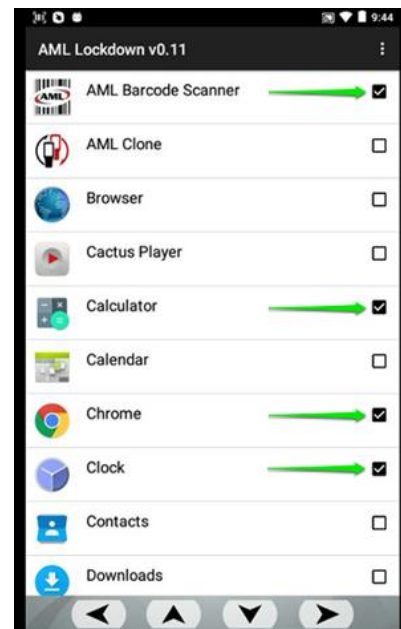 9:44
AML Lockdown v0.11
AML
AML Barcode Scanner
AML Clone
Browser
Cactus Player
Calculator
Calendar
Chrome
Clock
Contacts
Downloads